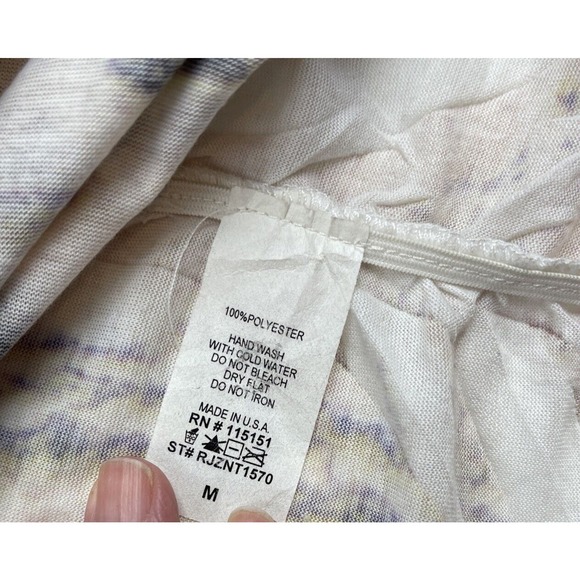 100%POLYESTER
HAND WASH
WITH COLD WATER
DO NOT BLEACH
DRY FLAT
DO NOT IRON
MADE IN U.S.A.
RN # 115151
ST# RJZNT1570
M